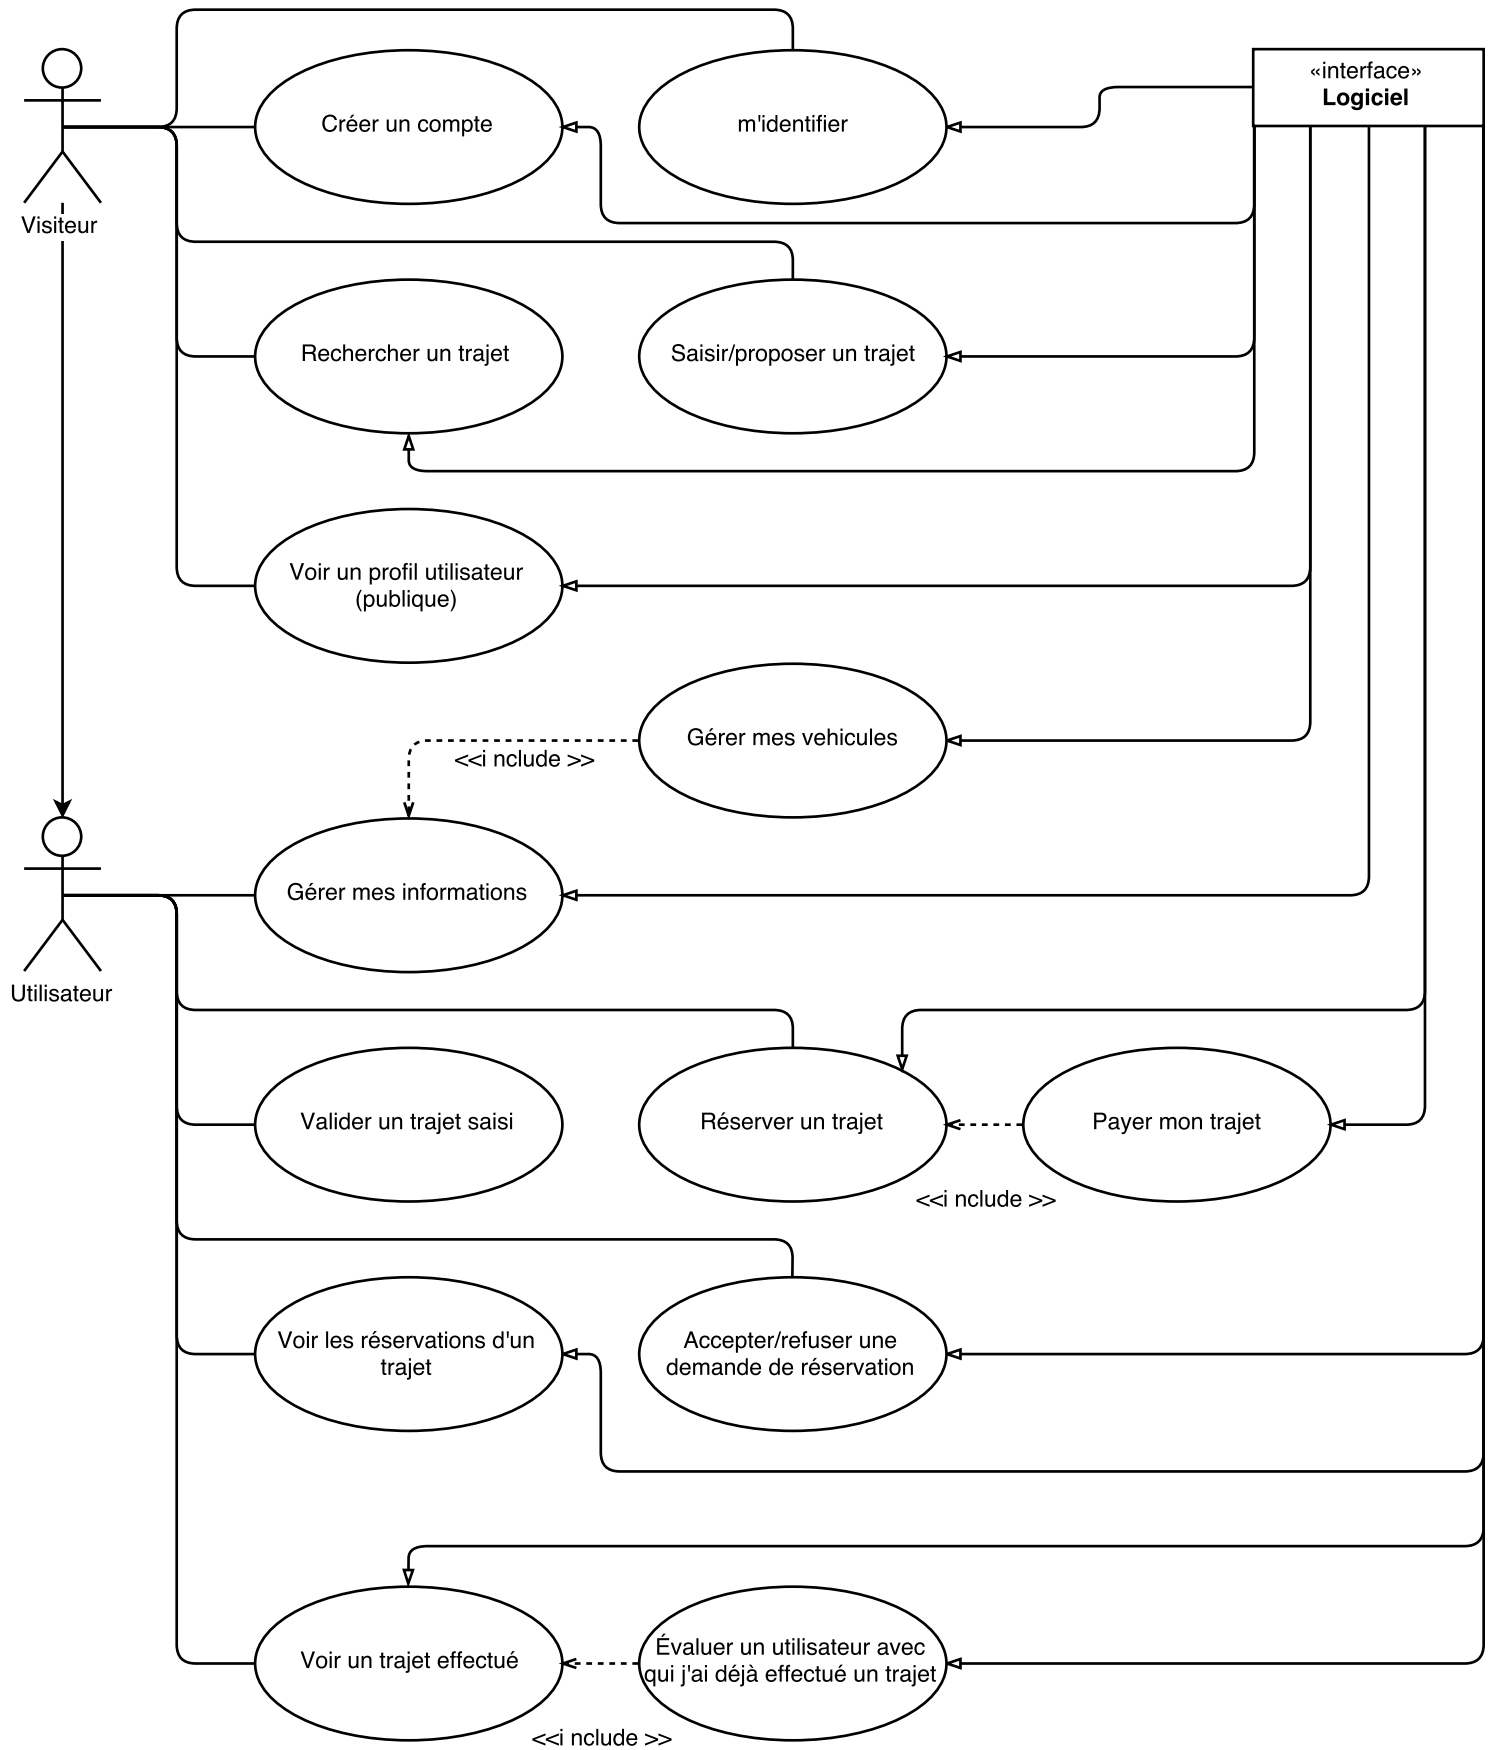 «interface»
Logiciel
Créer un compte
m'identifier
Visiteur
Rechercher un trajet
Saisir/proposer un trajet
Voir un profil utilisateur
(publique)
Gérer mes vehicules
<<i nclude >>
Gérer mes informations
Utilisateur
Valider un trajet saisi
Réserver un trajet
Payer mon trajet
<<i nclude >>
Voir les réservations d'un
trajet
Accepter/refuser une
demande de réservation
Voir un trajet effectué
Évaluer un utilisateur avec
qui j'ai déjà effectué un trajet
<<i nclude >>